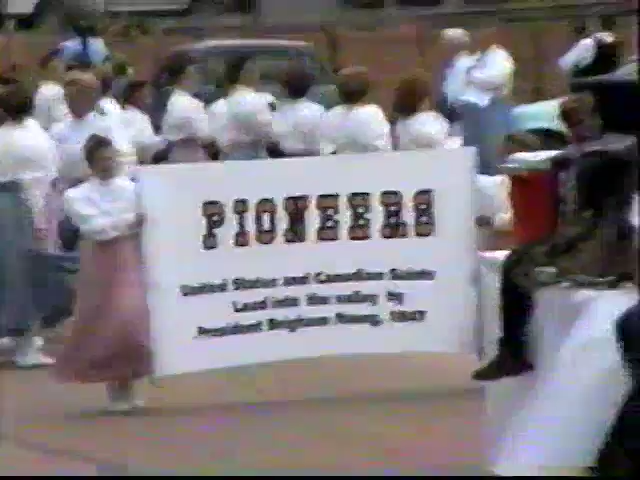 PIONEERS
United States and Canadian Saints
Lead into the valley by
President Brigham Young, 1847